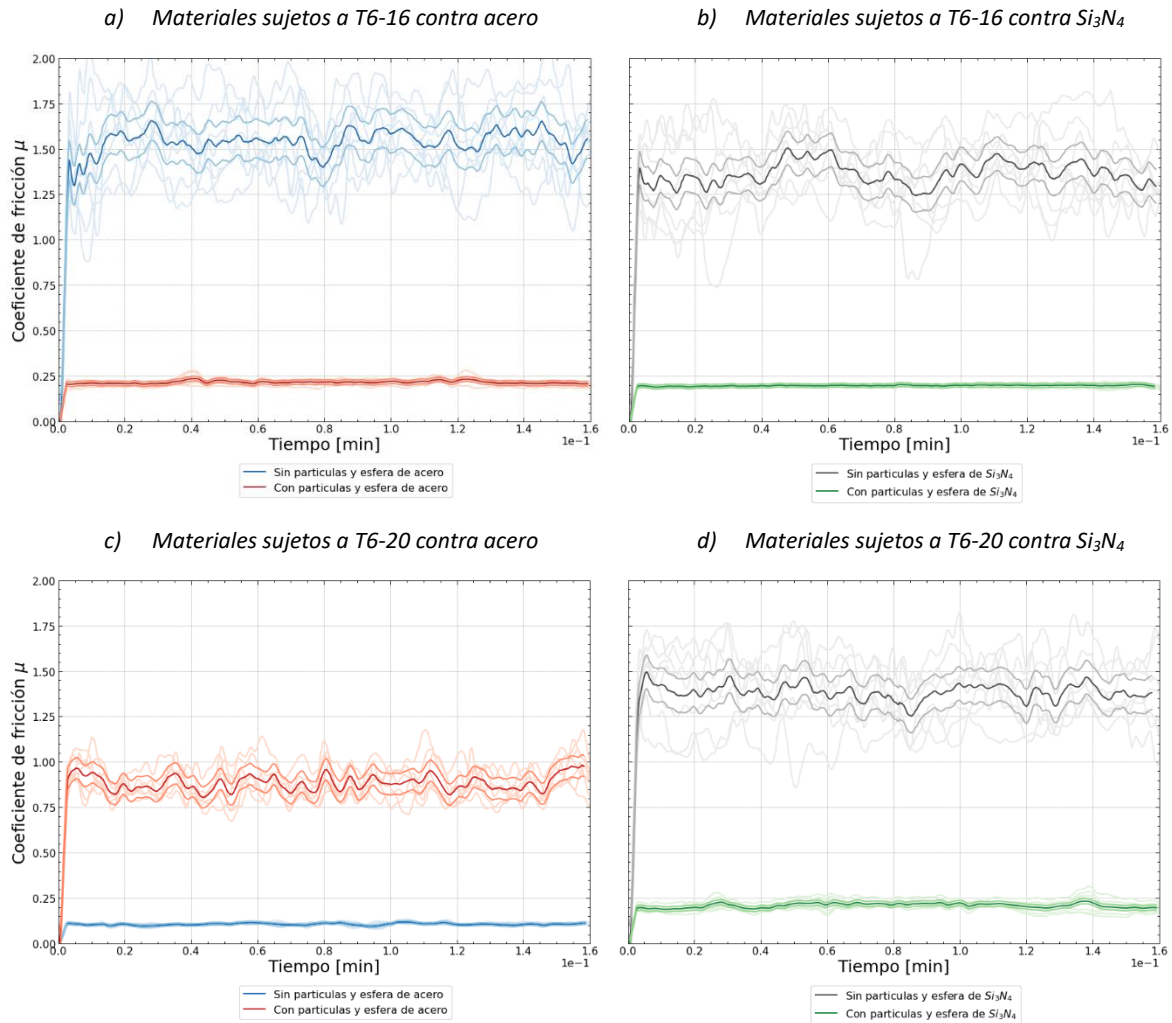 a) Materiales sujetos a T6-16 contra acero
b) Materiales sujetos a T6-16 contra Si₃N₄
Coeficiente de fricción μ
2.00
1.75
1.50
1.25
1.00
0.75
0.50
0.25
0.00
0.0 0.2 0.4 0.6 0.8 1.0 1.2 1.4 1.6
1e−1
Tiempo [min]
Sin particulas y esfera de acero
Con particulas y esfera de acero
0.0 0.2 0.4 0.6 0.8 1.0 1.2 1.4 1.6
1e−1
Tiempo [min]
Sin particulas y esfera de Si₃N₄
Con particulas y esfera de Si₃N₄
c) Materiales sujetos a T6-20 contra acero
d) Materiales sujetos a T6-20 contra Si₃N₄
Coeficiente de fricción μ
2.00
1.75
1.50
1.25
1.00
0.75
0.50
0.25
0.00
0.0 0.2 0.4 0.6 0.8 1.0 1.2 1.4 1.6
1e−1
Tiempo [min]
Sin particulas y esfera de acero
Con particulas y esfera de acero
0.0 0.2 0.4 0.6 0.8 1.0 1.2 1.4 1.6
1e−1
Tiempo [min]
Sin particulas y esfera de Si₃N₄
Con particulas y esfera de Si₃N₄